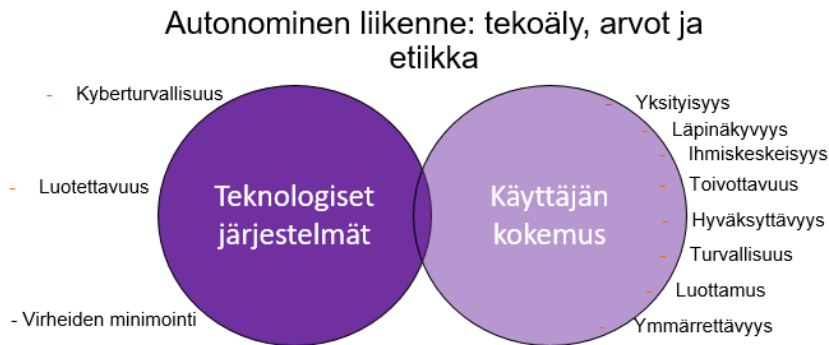 Autonominen liikenne: tekoäly, arvot ja
etiikka
- Kyberturvallisuus
- Luotettavuus
- Virheiden minimointi
Teknologiset
järjestelmät
Käyttäjän
kokemus
- Yksityisyys
- Läpinäkyvyys
- Ihmiskeskeisyys
- Toivottavuus
- Hyväksyttävyys
- Turvallisuus
- Luottamus
- Ymmärrettävyys